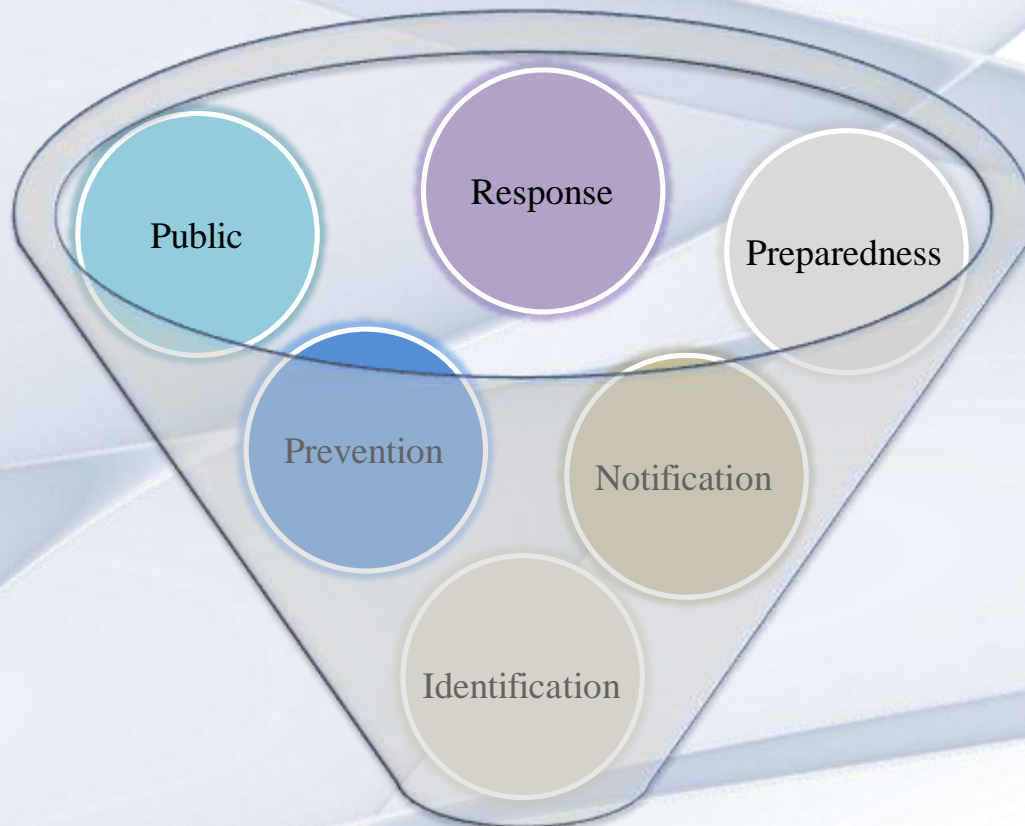 Public
Response
Preparedness
Prevention
Notification
Identification